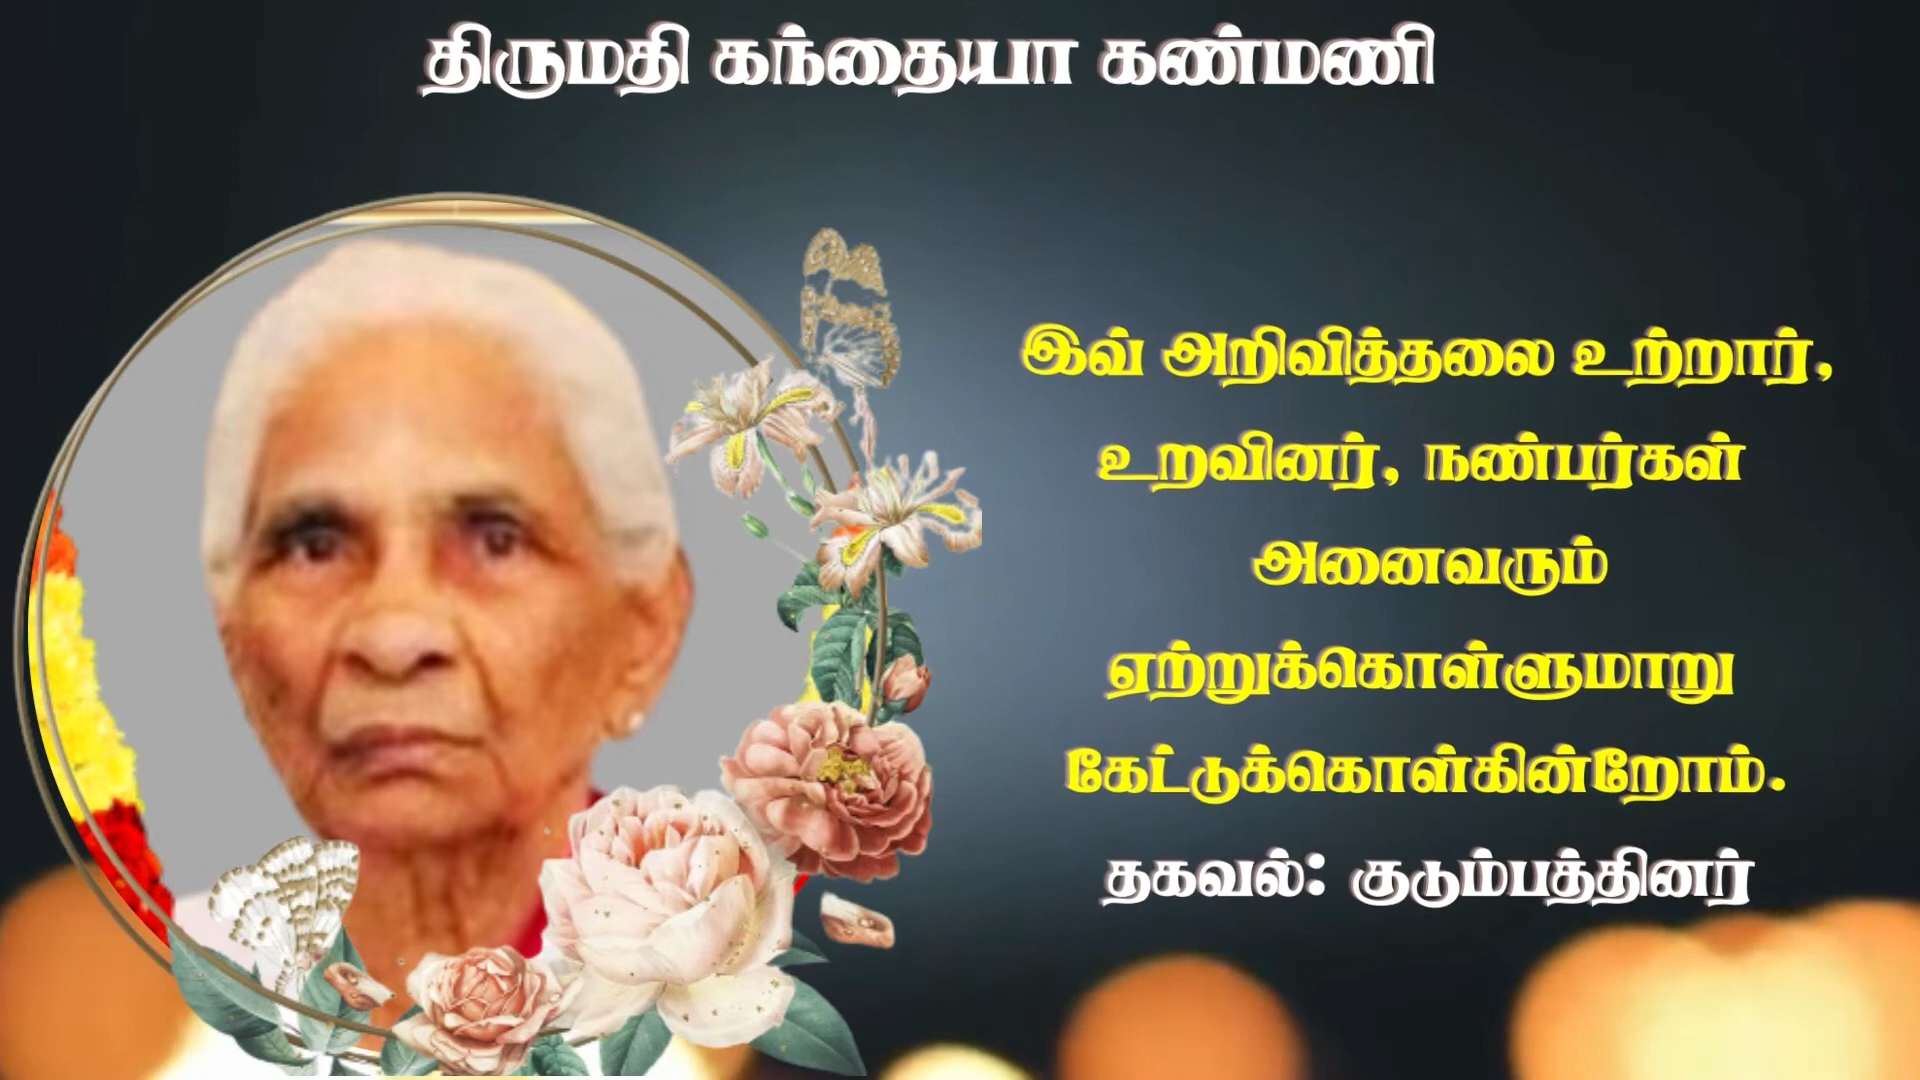 திருமதி கந்தையா கண்மணி
இவ் அறிவித்தலை உற்றார்,
உறவினர், நண்பர்கள்
அனைவரும்
ஏற்றுக்கொள்ளுமாறு
கேட்டுக்கொள்கின்றோம்.
தகவல்: குடும்பத்தினர்